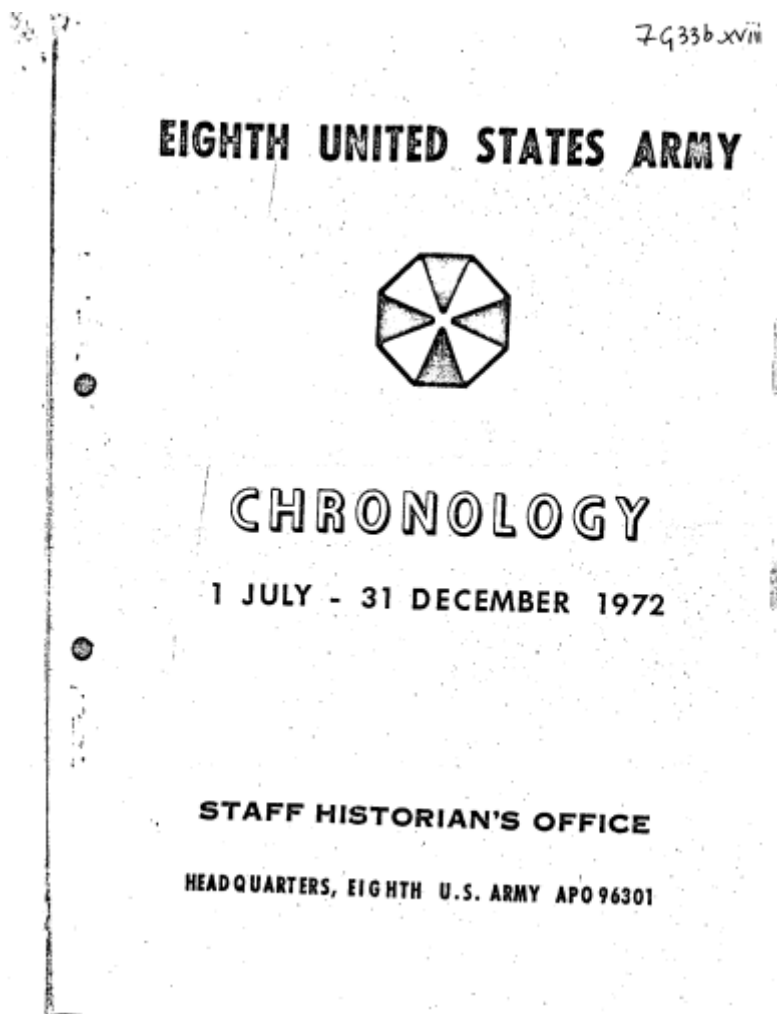 7G33b xviii
EIGHTH UNITED STATES ARMY
CHRONOLOGY
1 JULY - 31 DECEMBER 1972
STAFF HISTORIAN'S OFFICE
HEADQUARTERS, EIGHTH U.S. ARMY APO 96301